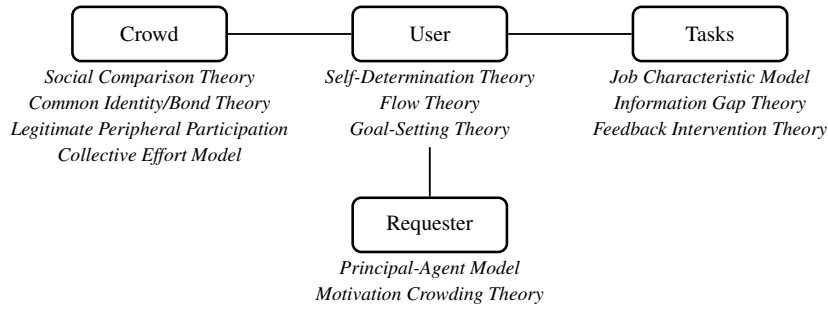 Crowd
Social Comparison Theory
Common Identity/Bond Theory
Legitimate Peripheral Participation
Collective Effort Model
User
Self-Determination Theory
Flow Theory
Goal-Setting Theory
Tasks
Job Characteristic Model
Information Gap Theory
Feedback Intervention Theory
Requester
Principal-Agent Model
Motivation Crowding Theory